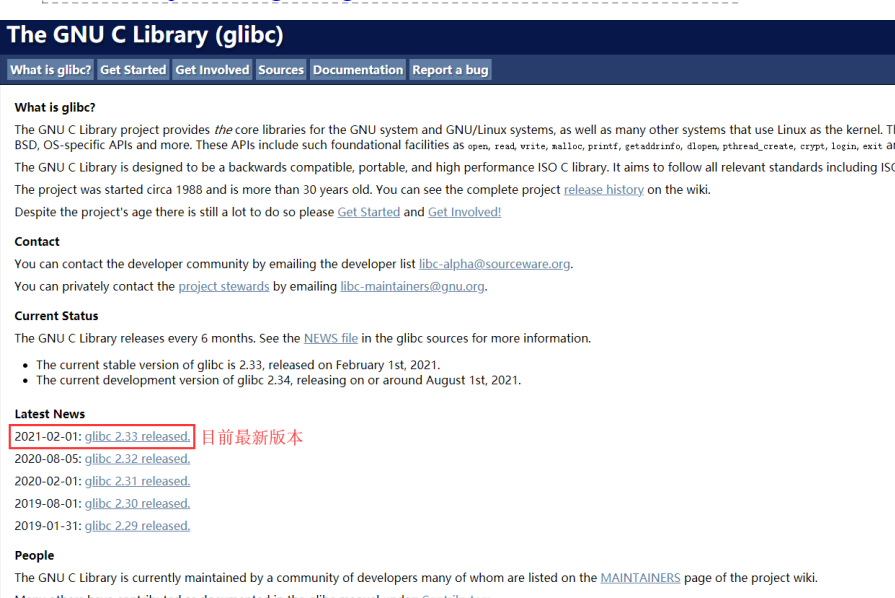 The GNU C Library (glibc)
What is glibc? Get Started Get Involved Sources Documentation Report a bug
What is glibc?
The GNU C Library project provides the core libraries for the GNU system and GNU/Linux systems, as well as many other systems that use Linux as the kernel.
BSD, OS-specific APIs and more. These APIs include such foundational facilities as open, read, write, malloc, printf, getaddrinfo, dlopen, pthread_create, crypt, login, exit
The GNU C Library is designed to be a backwards compatible, portable, and high performance ISO C library. It aims to follow all relevant standards including
The project was started circa 1988 and is more than 30 years old. You can see the complete project release history on the wiki.
Despite the project's age there is still a lot to do so please Get Started and Get Involved!
Contact
You can contact the developer community by emailing the developer list libc-alpha@sourceware.org.
You can privately contact the project stewards by emailing libc-maintainers@gnu.org.
Current Status
The GNU C Library releases every 6 months. See the NEWS file in the glibc sources for more information.
• The current stable version of glibc is 2.33, released on February 1st, 2021.
• The current development version of glibc 2.34, releasing on or around August 1st, 2021.
Latest News
2021-02-01: glibc 2.33 released. 目前最新版本
2020-08-05: glibc 2.32 released.
2020-02-01: glibc 2.31 released.
2019-08-01: glibc 2.30 released.
2019-01-31: glibc 2.29 released.
People
The GNU C Library is currently maintained by a community of developers many of whom are listed on the MAINTAINERS page of the project wiki.